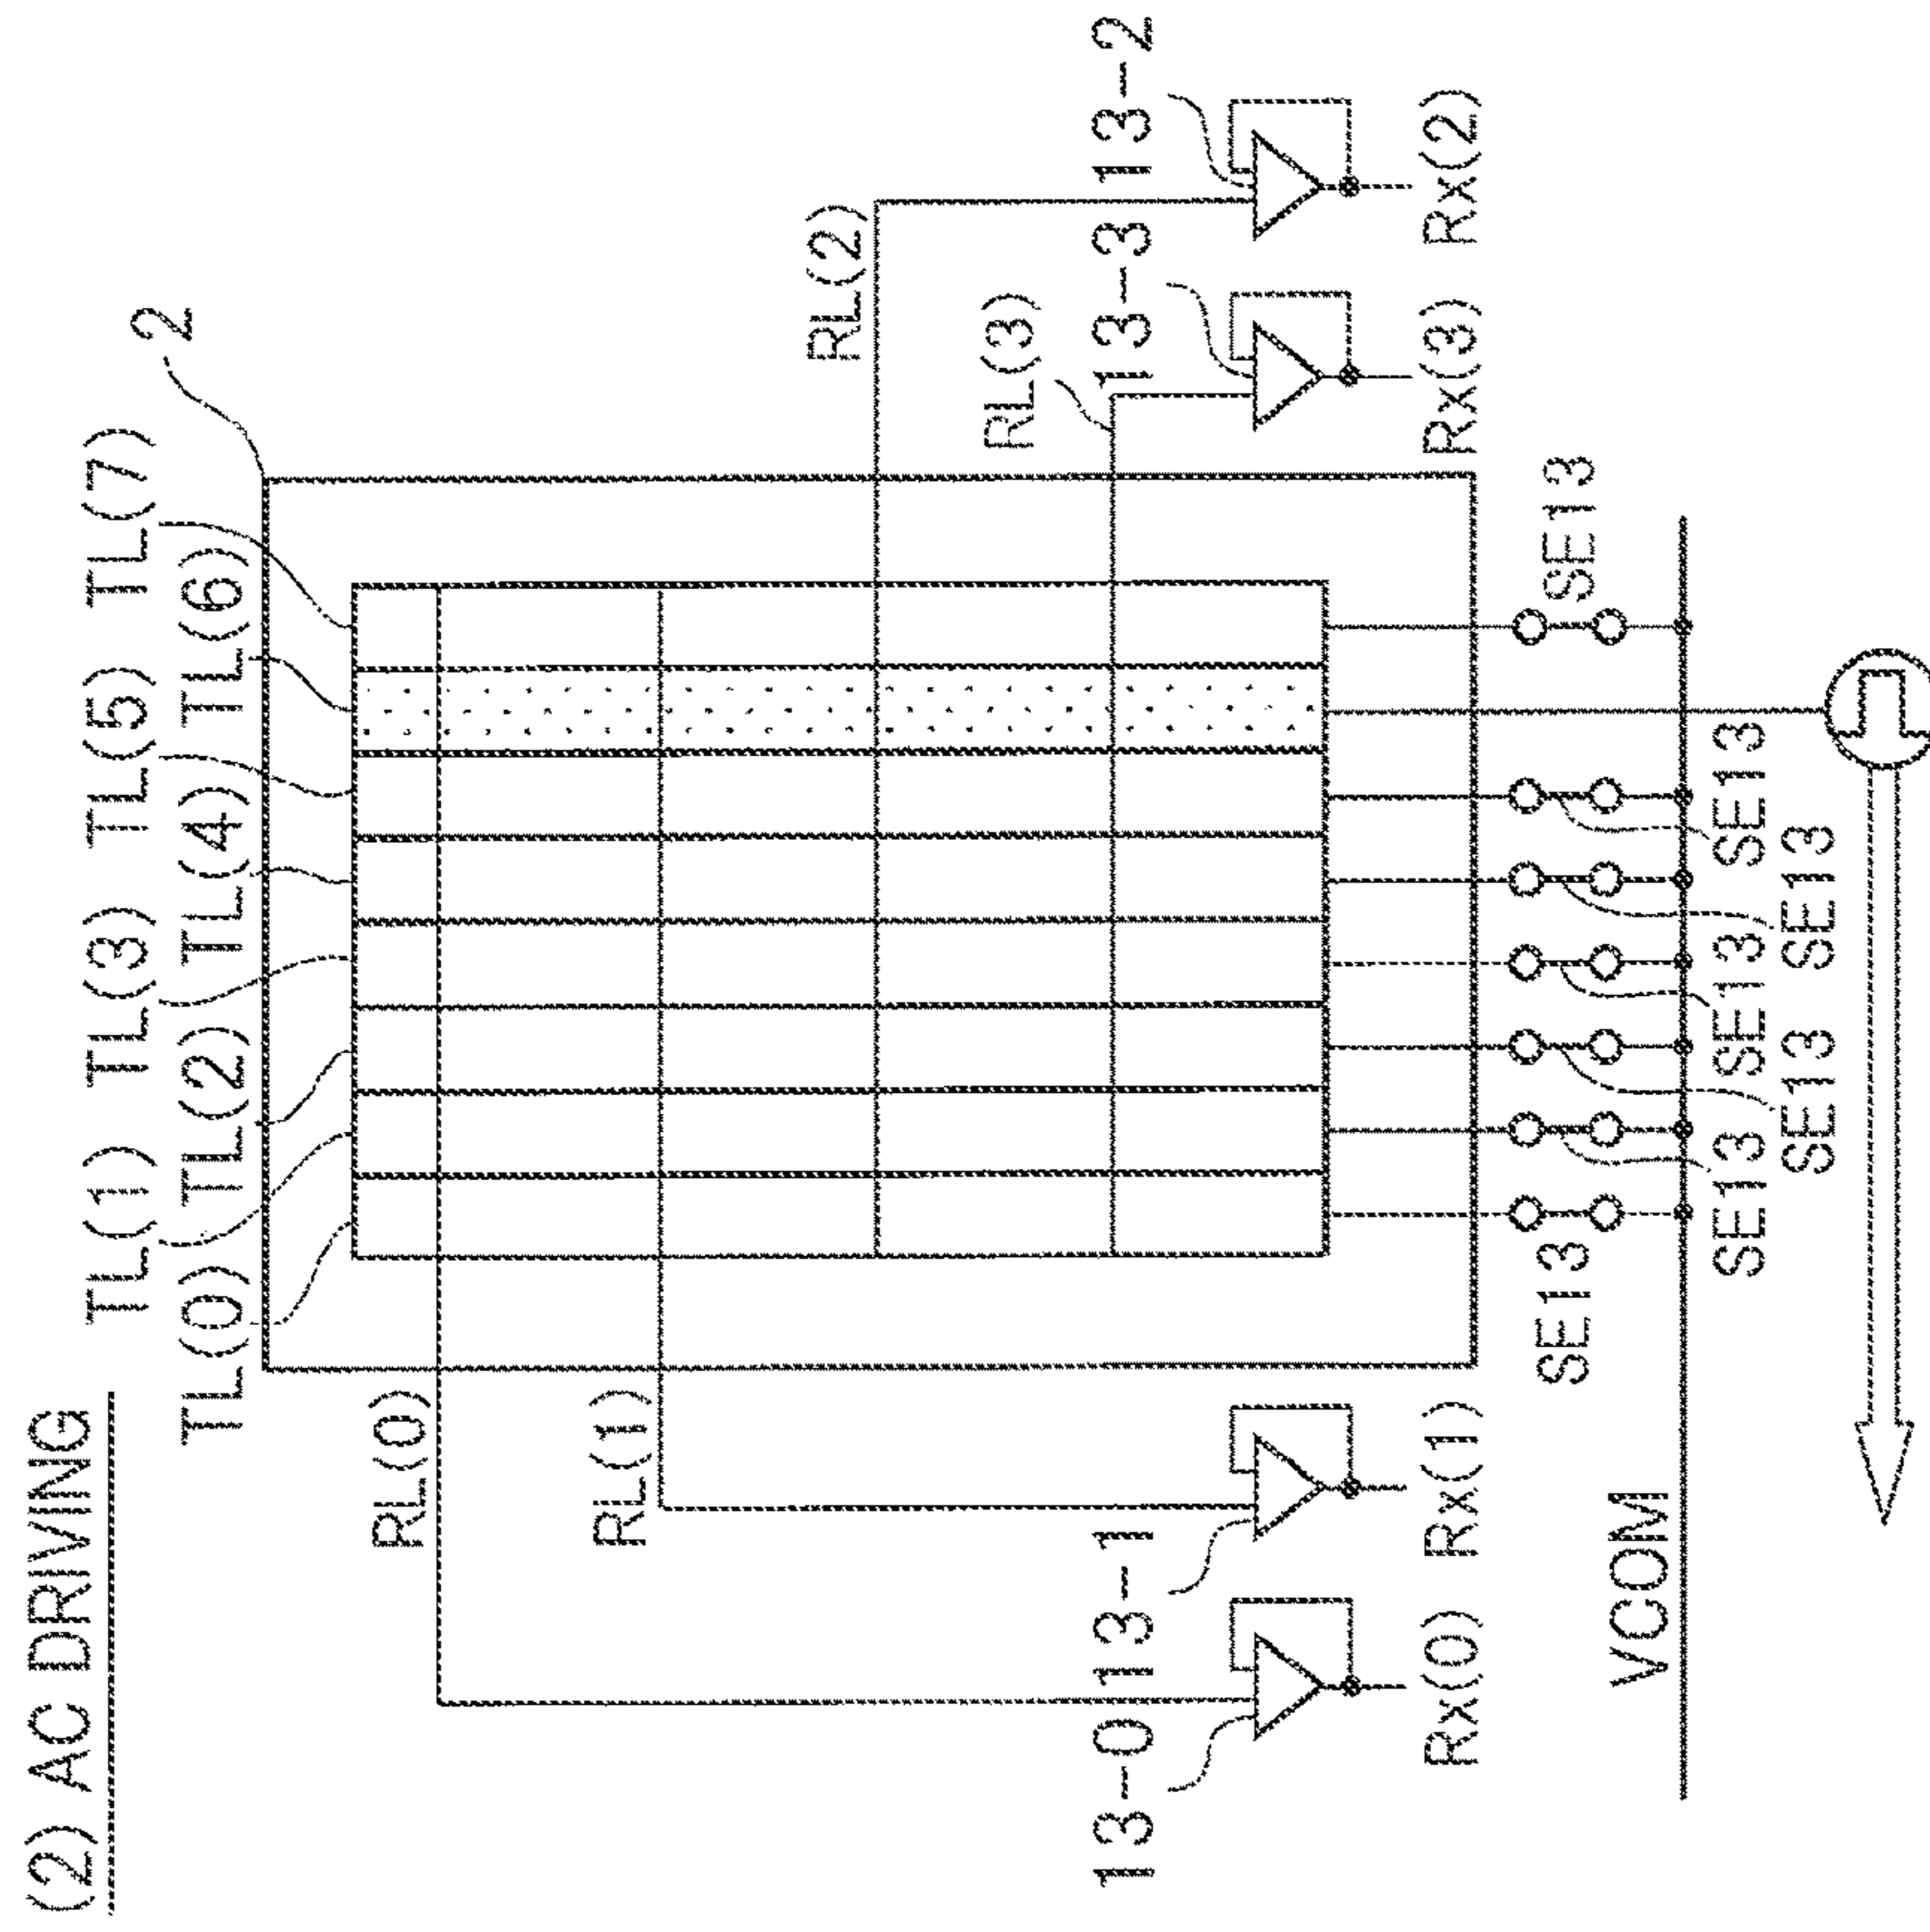 (2) AC DRIVING
TL(1) TL(3) TL(5) TL(7)
TL(0) TL(2) TL(4) TL(6)
2
RL(0)
RL(1)
RL(2)
RL(3)
13-0 13-1 13-3 13-2
Rx(0) Rx(1) Rx(3) Rx(2)
SE13 SE13
VCOM
SE13 SE13 SE13
SE13 SE13